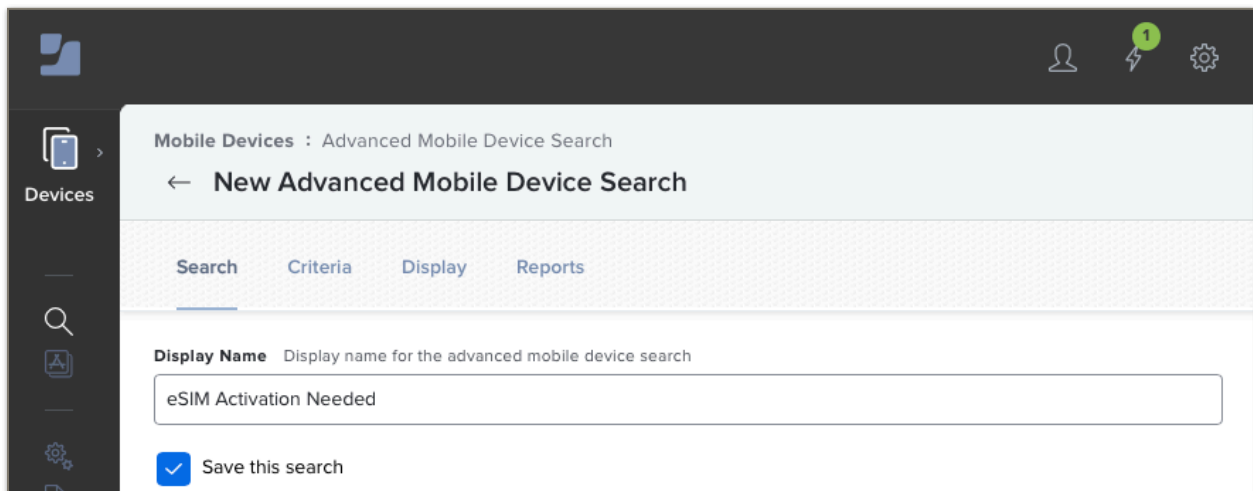 1
Devices
Mobile Devices : Advanced Mobile Device Search
← New Advanced Mobile Device Search
Search Criteria Display Reports
Display Name Display name for the advanced mobile device search
eSIM Activation Needed
Save this search